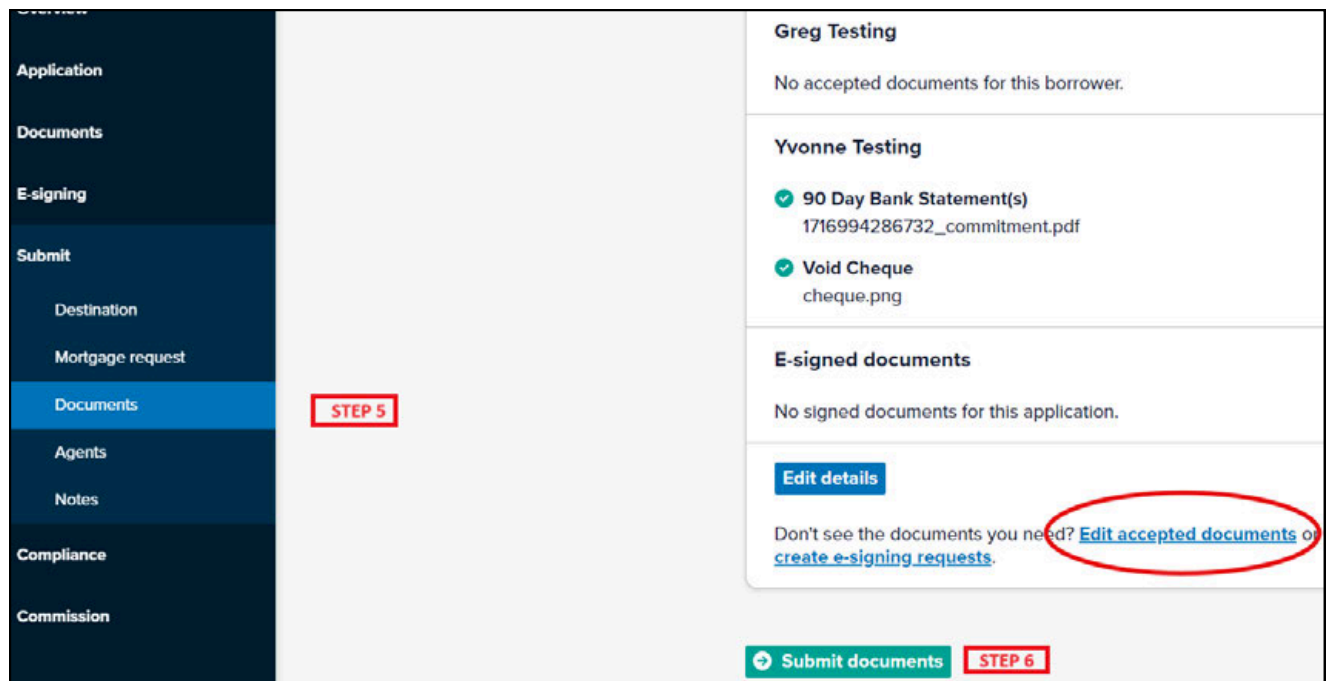 Overview
Application
Documents
E-signing
Submit
Destination
Mortgage request
Documents
Agents
Notes
Compliance
Commission
STEP 5
Greg Testing
No accepted documents for this borrower.
Yvonne Testing
90 Day Bank Statement(s)
1716994286732_commitment.pdf
Void Cheque
cheque.png
E-signed documents
No signed documents for this application.
Edit details
Don't see the documents you need? Edit accepted documents or
create e-signing requests.
Submit documents
STEP 6